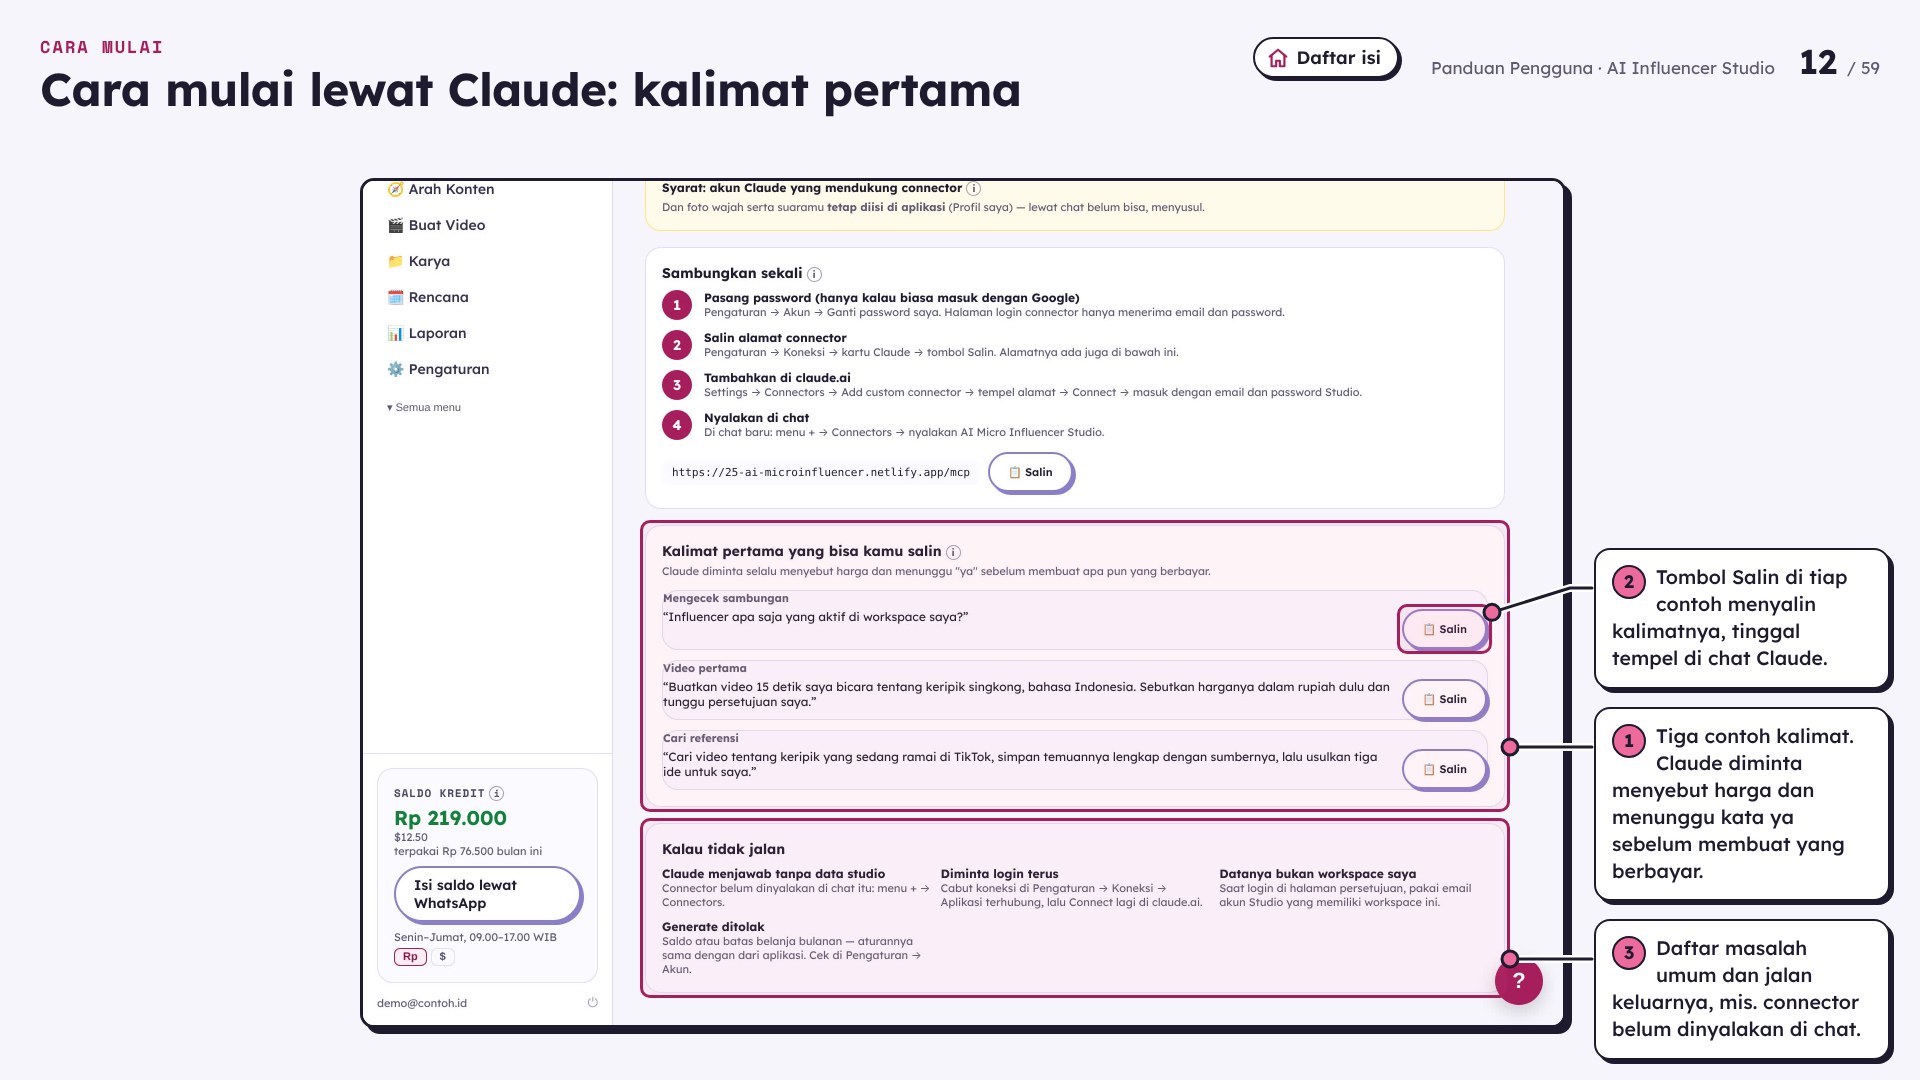 CARA MULAI
Cara mulai lewat Claude: kalimat pertama
Daftar isi
Panduan Pengguna · AI Influencer Studio
12 / 59
🧭 Arah Konten
🎬 Buat Video
📁 Karya
🗓️ Rencana
📊 Laporan
⚙️ Pengaturan
▾ Semua menu
SALDO KREDIT ⓘ
Rp 219.000
$12.50
terpakai Rp 76.500 bulan ini
Isi saldo lewat
WhatsApp
Senin–Jumat, 09.00–17.00 WIB
Rp $
demo@contoh.id
Syarat: akun Claude yang mendukung connector ⓘ
Dan foto wajah serta suaramu tetap diisi di aplikasi (Profil saya) — lewat chat belum bisa, menyusul.
Sambungkan sekali ⓘ
1 Pasang password (hanya kalau biasa masuk dengan Google)
Pengaturan → Akun → Ganti password saya. Halaman login connector hanya menerima email dan password.
2 Salin alamat connector
Pengaturan → Koneksi → kartu Claude → tombol Salin. Alamatnya ada juga di bawah ini.
3 Tambahkan di claude.ai
Settings → Connectors → Add custom connector → tempel alamat → Connect → masuk dengan email dan password Studio.
4 Nyalakan di chat
Di chat baru: menu + → Connectors → nyalakan AI Micro Influencer Studio.
https://25-ai-microinfluencer.netlify.app/mcp
📋 Salin
Kalimat pertama yang bisa kamu salin ⓘ
Claude diminta selalu menyebut harga dan menunggu "ya" sebelum membuat apa pun yang berbayar.
Mengecek sambungan
“Influencer apa saja yang aktif di workspace saya?”
📋 Salin
Video pertama
“Buatkan video 15 detik saya bicara tentang keripik singkong, bahasa Indonesia. Sebutkan harganya dalam rupiah dulu dan
tunggu persetujuan saya.”
📋 Salin
Cari referensi
“Cari video tentang keripik yang sedang ramai di TikTok, simpan temuannya lengkap dengan sumbernya, lalu usulkan tiga
ide untuk saya.”
📋 Salin
Kalau tidak jalan
Claude menjawab tanpa data studio
Connector belum dinyalakan di chat itu: menu + →
Connectors.
Diminta login terus
Cabut koneksi di Pengaturan → Koneksi →
Aplikasi terhubung, lalu Connect lagi di claude.ai.
Datanya bukan workspace saya
Saat login di halaman persetujuan, pakai email
akun Studio yang memiliki workspace ini.
Generate ditolak
Saldo atau batas belanja bulanan — aturannya
sama dengan dari aplikasi. Cek di Pengaturan →
Akun.
?
2 Tombol Salin di tiap
contoh menyalin
kalimatnya, tinggal
tempel di chat Claude.
1 Tiga contoh kalimat.
Claude diminta
menyebut harga dan
menunggu kata ya
sebelum membuat yang
berbayar.
3 Daftar masalah
umum dan jalan
keluarnya, mis. connector
belum dinyalakan di chat.